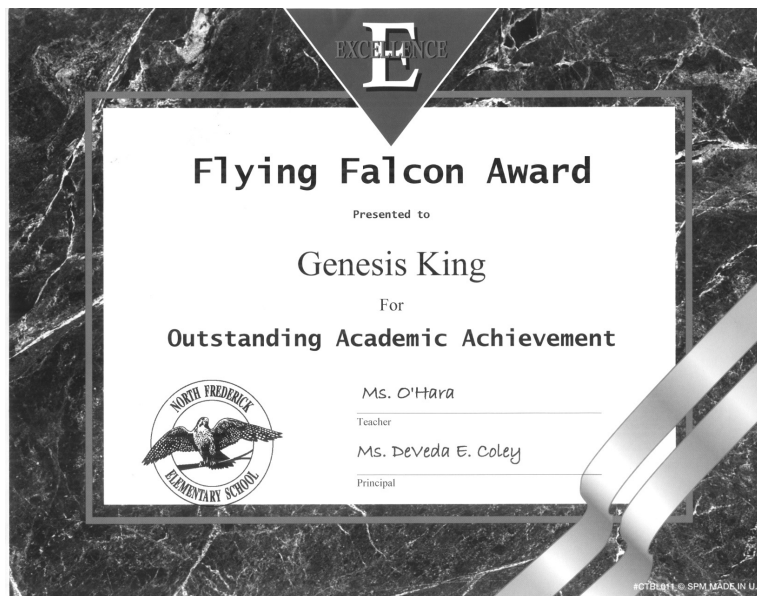 E
EXCELLENCE
Flying Falcon Award
Presented to
Genesis King
For
Outstanding Academic Achievement
NORTH FREDERICK
ELEMENTARY SCHOOL
Ms. O'Hara
Teacher
Ms. DeVeda E. Coley
Principal
#CTBL911 © SPM MADE IN U.